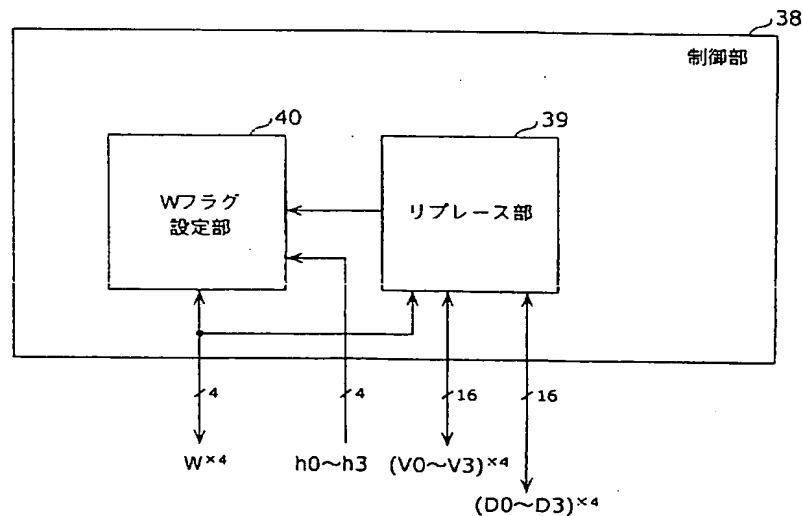 38
制御部
40
39
Wフラグ
設定部
リプレース部
4
4
16
16
W×4
h0〜h3
(V0〜V3)×4
(D0〜D3)×4